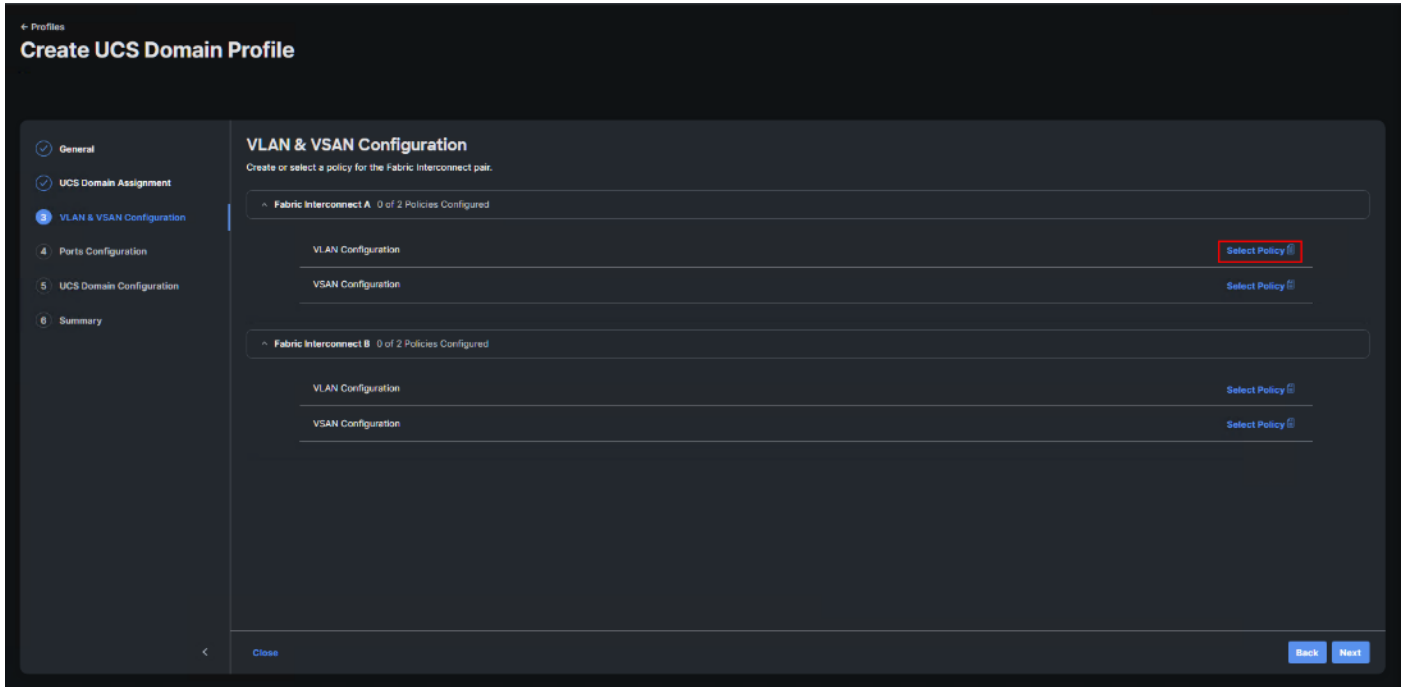 ← Profiles
Create UCS Domain Profile
General
UCS Domain Assignment
3 VLAN & VSAN Configuration
4 Ports Configuration
5 UCS Domain Configuration
6 Summary
VLAN & VSAN Configuration
Create or select a policy for the Fabric Interconnect pair.
Fabric Interconnect A 0 of 2 Policies Configured
VLAN Configuration Select Policy
VSAN Configuration Select Policy
Fabric Interconnect B 0 of 2 Policies Configured
VLAN Configuration Select Policy
VSAN Configuration Select Policy
Close Back Next